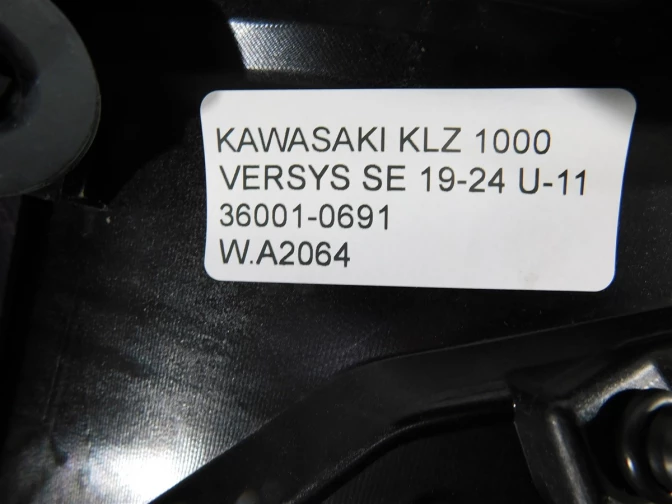 KAWASAKI KLZ 1000
VERSYS SE 19-24 U-11
36001-0691
W.A2064